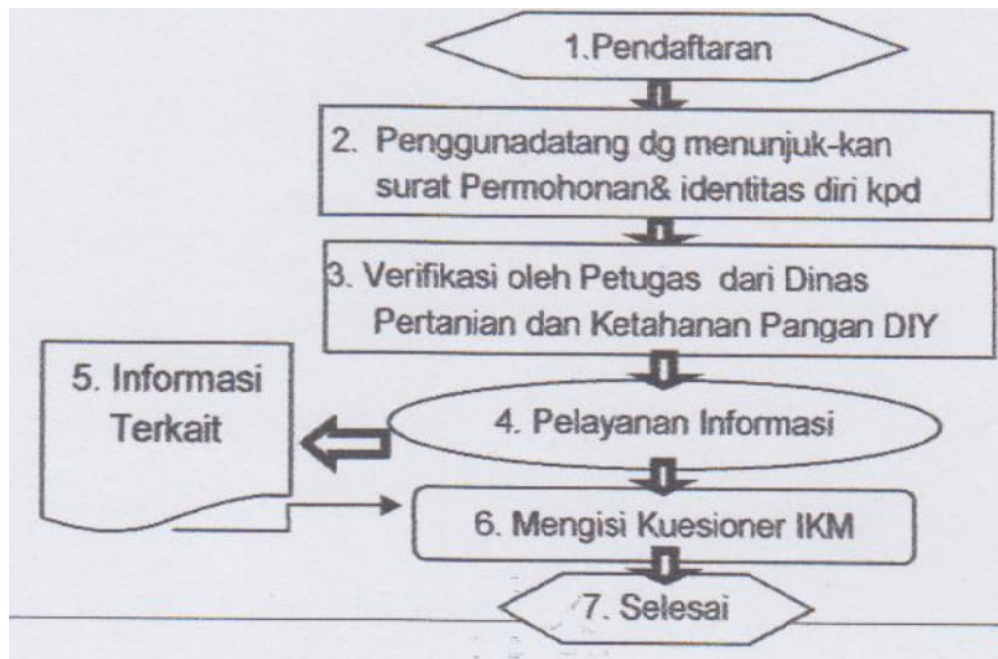 1.Pendaftaran
2. Penggunadatang dg menunjuk-kan
surat Permohonan& identitas diri kpd
3. Verifikasi oleh Petugas dari Dinas
Pertanian dan Ketahanan Pangan DIY
4. Pelayanan Informasi
5. Informasi
Terkait
6. Mengisi Kuesioner IKM
7. Selesai